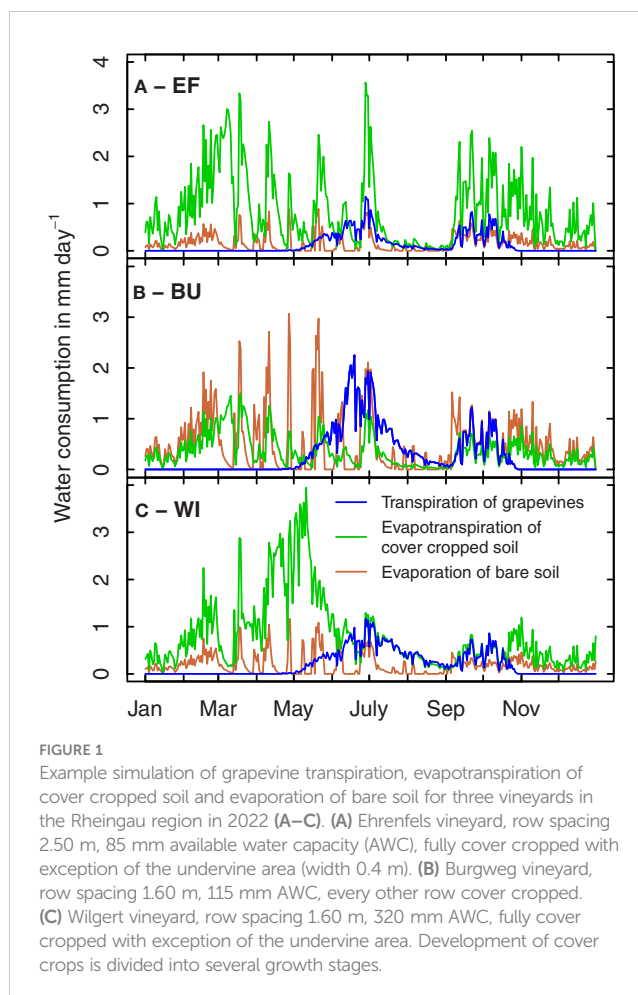 Water consumption in mm day−1
A – EF
4
3
2
1
0
B – BU
3
2
1
0
C – WI
Transpiration of grapevines
Evapotranspiration of
cover cropped soil
Evaporation of bare soil
3
2
1
0
Jan Mar May July Sep Nov
FIGURE 1
Example simulation of grapevine transpiration, evapotranspiration of
cover cropped soil and evaporation of bare soil for three vineyards in
the Rheingau region in 2022 (A–C). (A) Ehrenfels vineyard, row spacing
2.50 m, 85 mm available water capacity (AWC), fully cover cropped with
exception of the undervine area (width 0.4 m). (B) Burgweg vineyard,
row spacing 1.60 m, 115 mm AWC, every other row cover cropped.
(C) Wilgert vineyard, row spacing 1.60 m, 320 mm AWC, fully cover
cropped with exception of the undervine area. Development of cover
crops is divided into several growth stages.